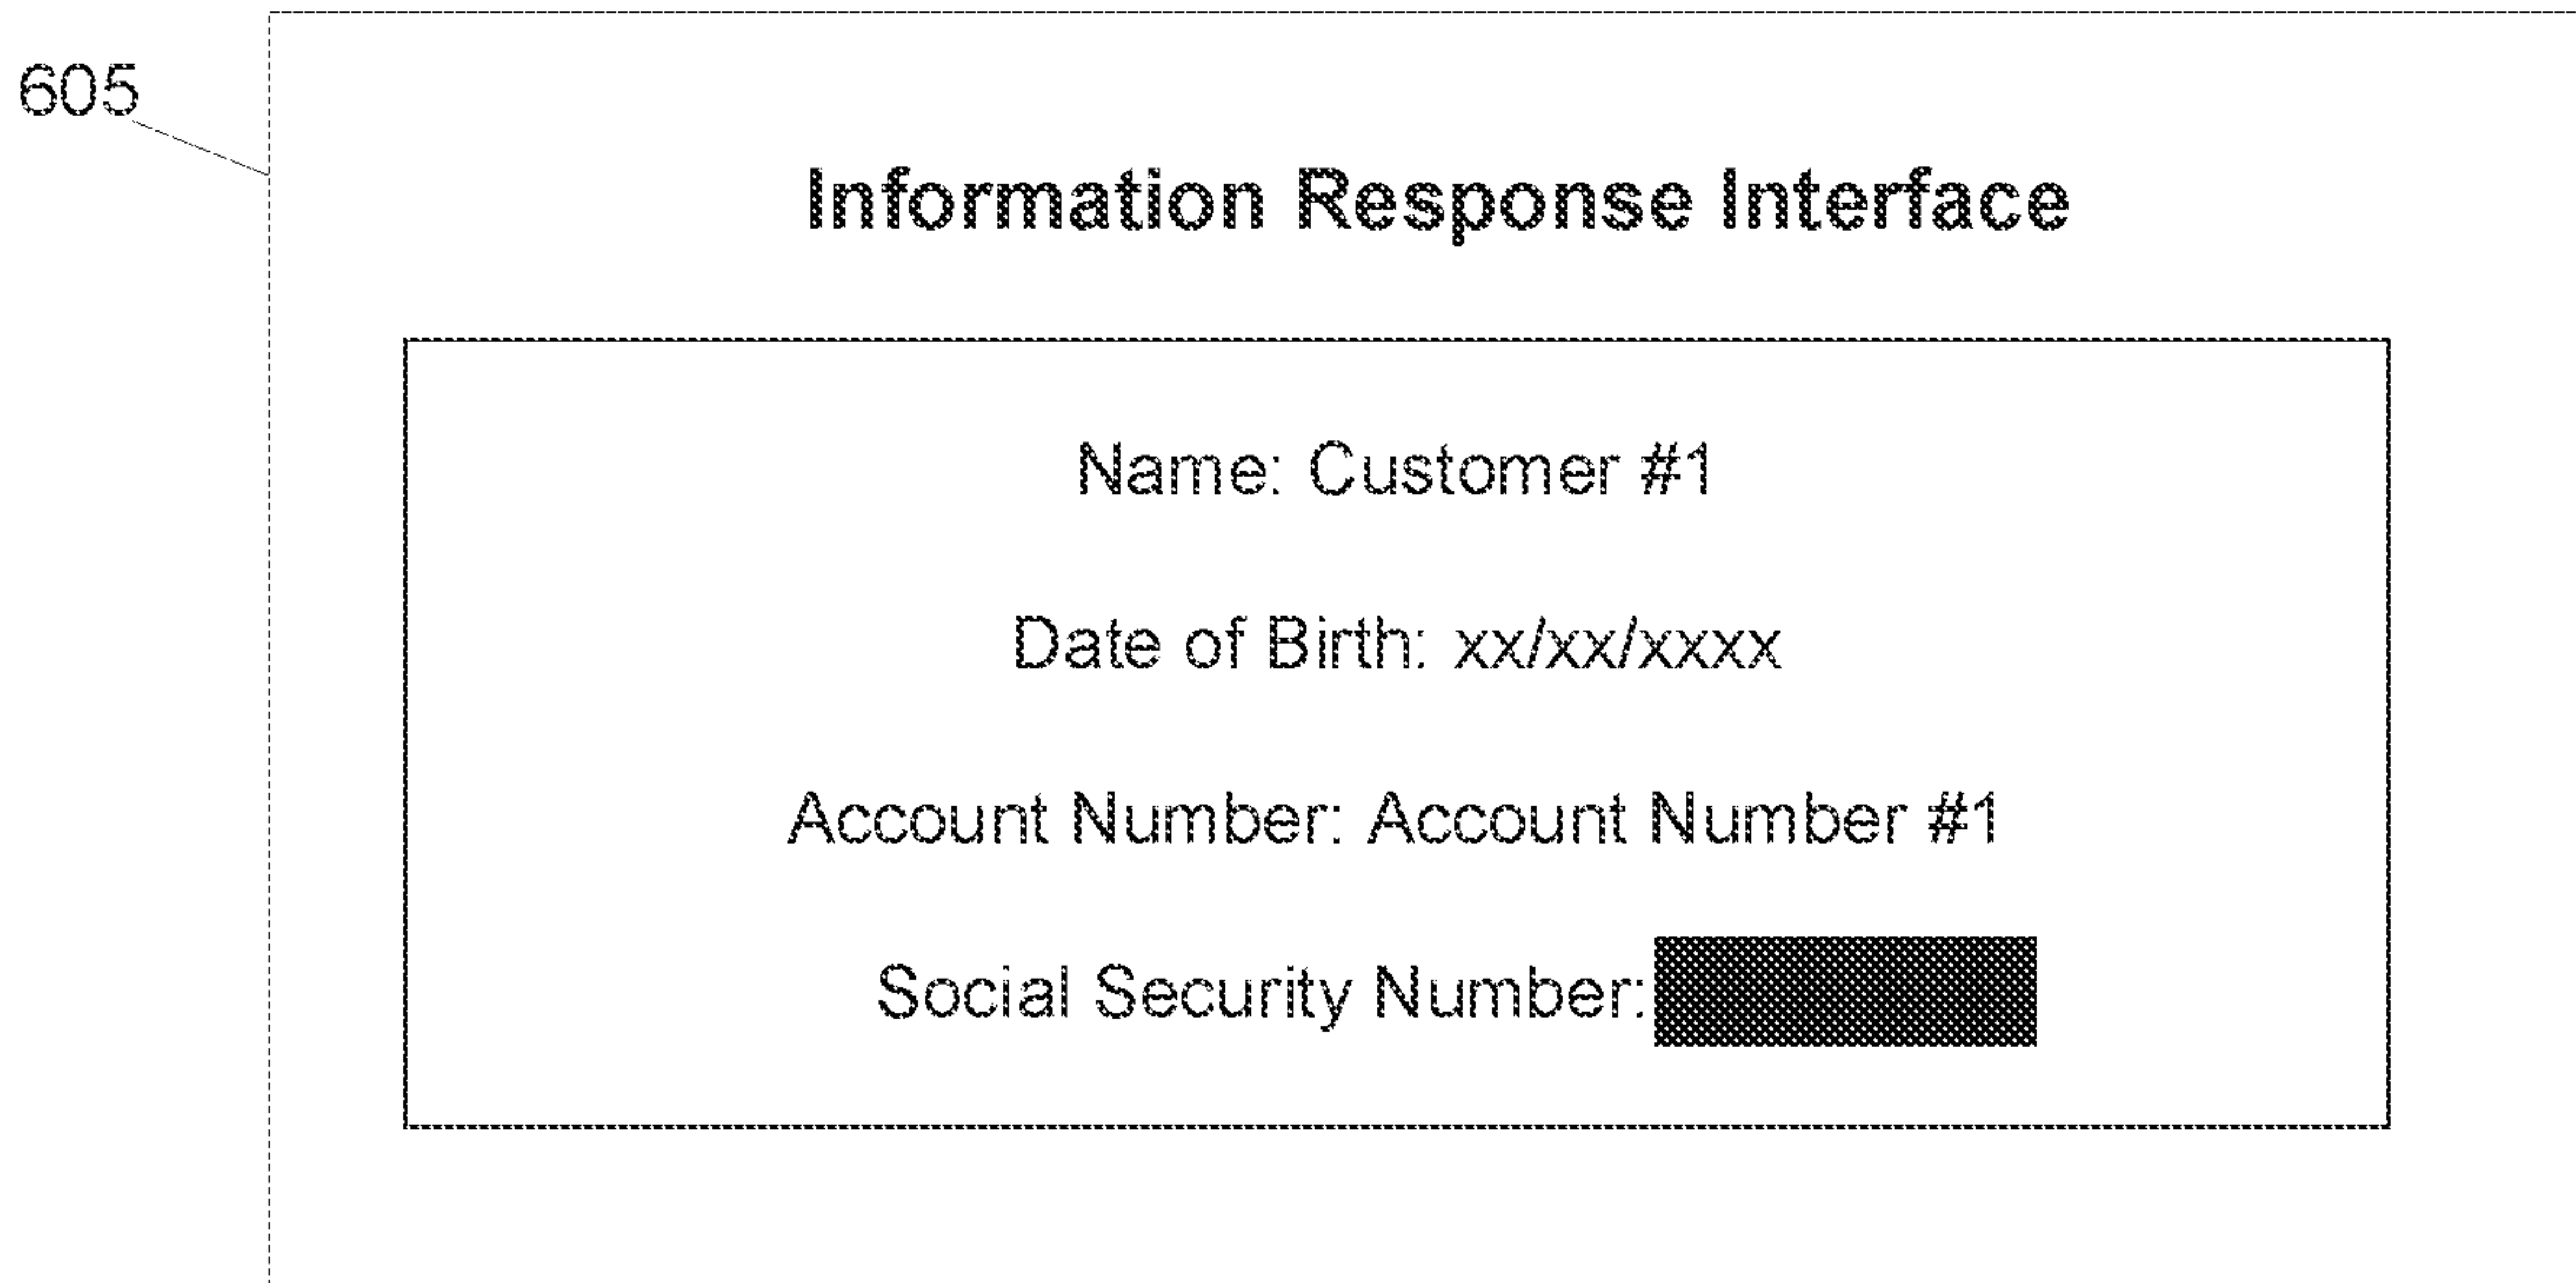 605
Information Response Interface
Name: Customer #1
Date of Birth: xx/xx/xxxx
Account Number: Account Number #1
Social Security Number: